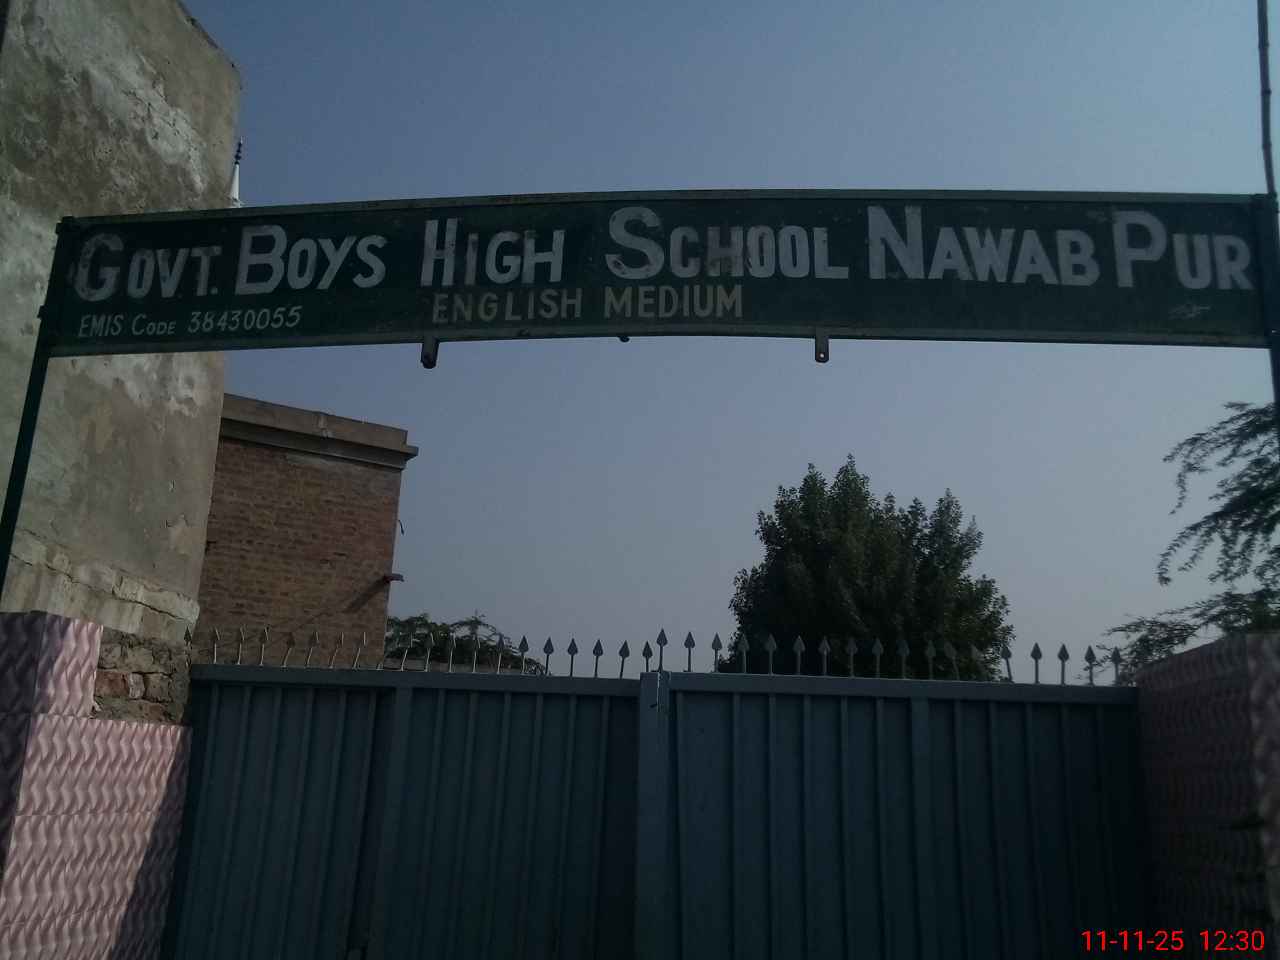 GOVT. BOYS HIGH SCHOOL NAWAB PUR
ENGLISH MEDIUM
EMIS CODE 38430055
11-11-25 12:30